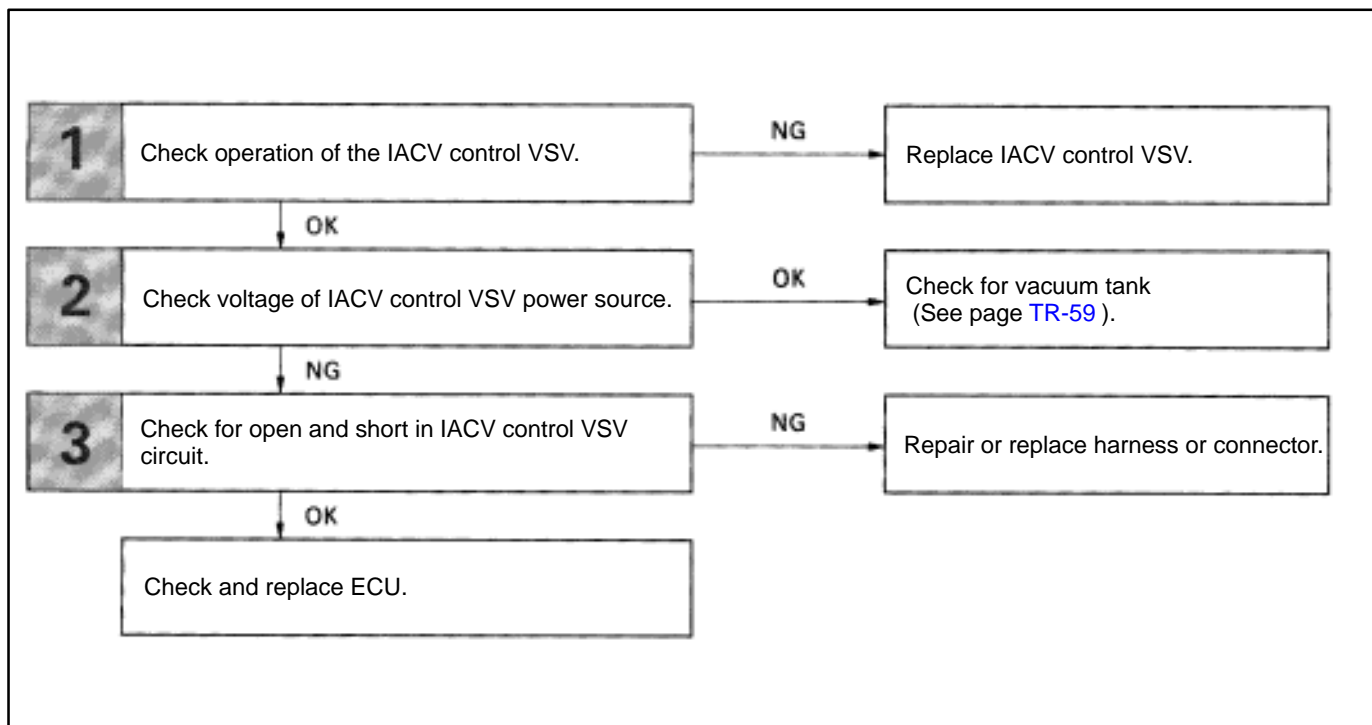 1
Check operation of the IACV control VSV.
NG
Replace IACV control VSV.
OK
2
Check voltage of IACV control VSV power source.
OK
Check for vacuum tank
(See page TR-59 ).
NG
3
Check for open and short in IACV control VSV
circuit.
NG
Repair or replace harness or connector.
OK
Check and replace ECU.